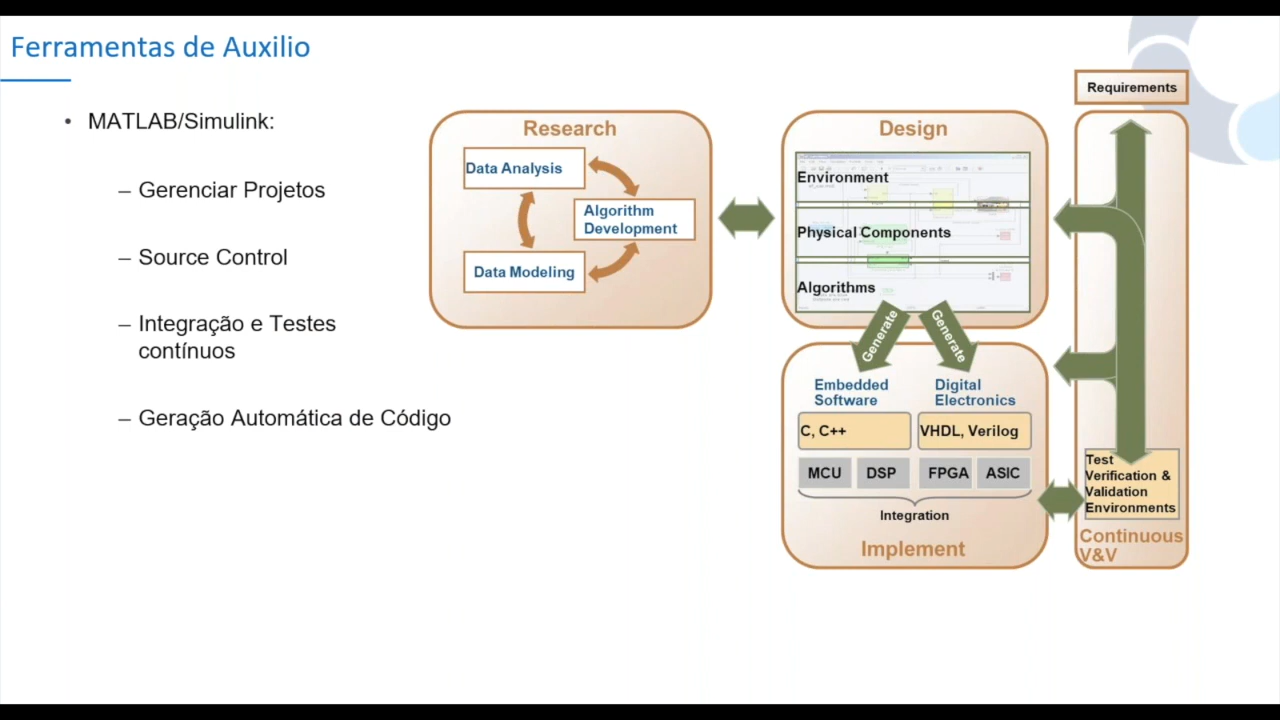 Ferramentas de Auxilio
• MATLAB/Simulink:
– Gerenciar Projetos
– Source Control
– Integração e Testes
contínuos
– Geração Automática de Código
Research
Data Analysis
Algorithm
Development
Data Modeling
Design
Environment
Physical Components
Algorithms
Generate
Generate
Embedded
Software
Digital
Electronics
C, C++
VHDL, Verilog
MCU
DSP
FPGA
ASIC
Integration
Implement
Requirements
Test
Verification &
Validation
Environments
Continuous
V&V